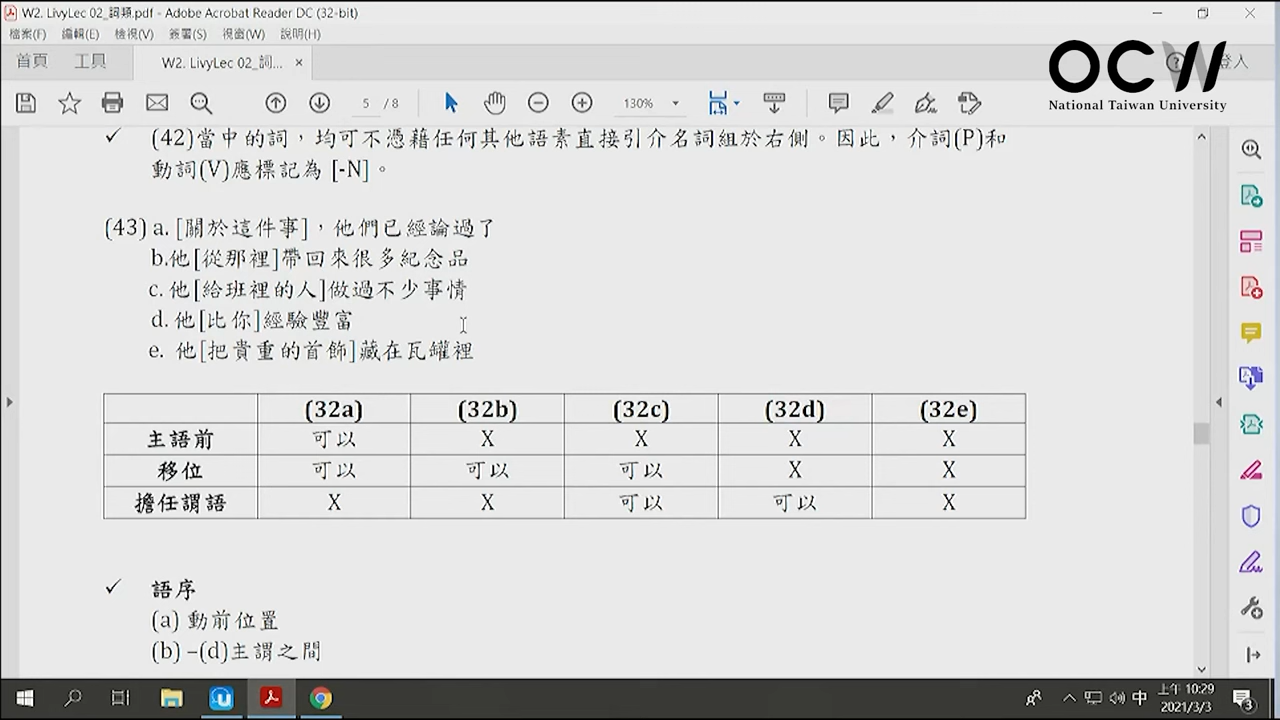 W2. LivyLec 02_詞類.pdf - Adobe Acrobat Reader DC (32-bit)
檔案(F) 編輯(E) 檢視(V) 簽署(S) 視窗(W) 說明(H)
首頁 工具 W2. LivyLec 02_詞... × 登入
OCW
National Taiwan University
5 / 8 130%
✓ (42)當中的詞，均可不憑藉任何其他語素直接引介名詞組於右側。因此，介詞(P)和
動詞(V)應標記為 [-N]。
(43) a. [關於這件事]，他們已經論過了
b.他[從那裡]帶回來很多紀念品
c. 他[給班裡的人]做過不少事情
d. 他[比你]經驗豐富
e. 他[把貴重的首飾]藏在瓦罐裡
(32a) (32b) (32c) (32d) (32e)
主語前 可以 X X X X
移位 可以 可以 可以 X X
擔任謂語 X X 可以 可以 X
✓ 語序
(a) 動前位置
(b) –(d)主謂之間
中 上午 10:29
2021/3/3
3